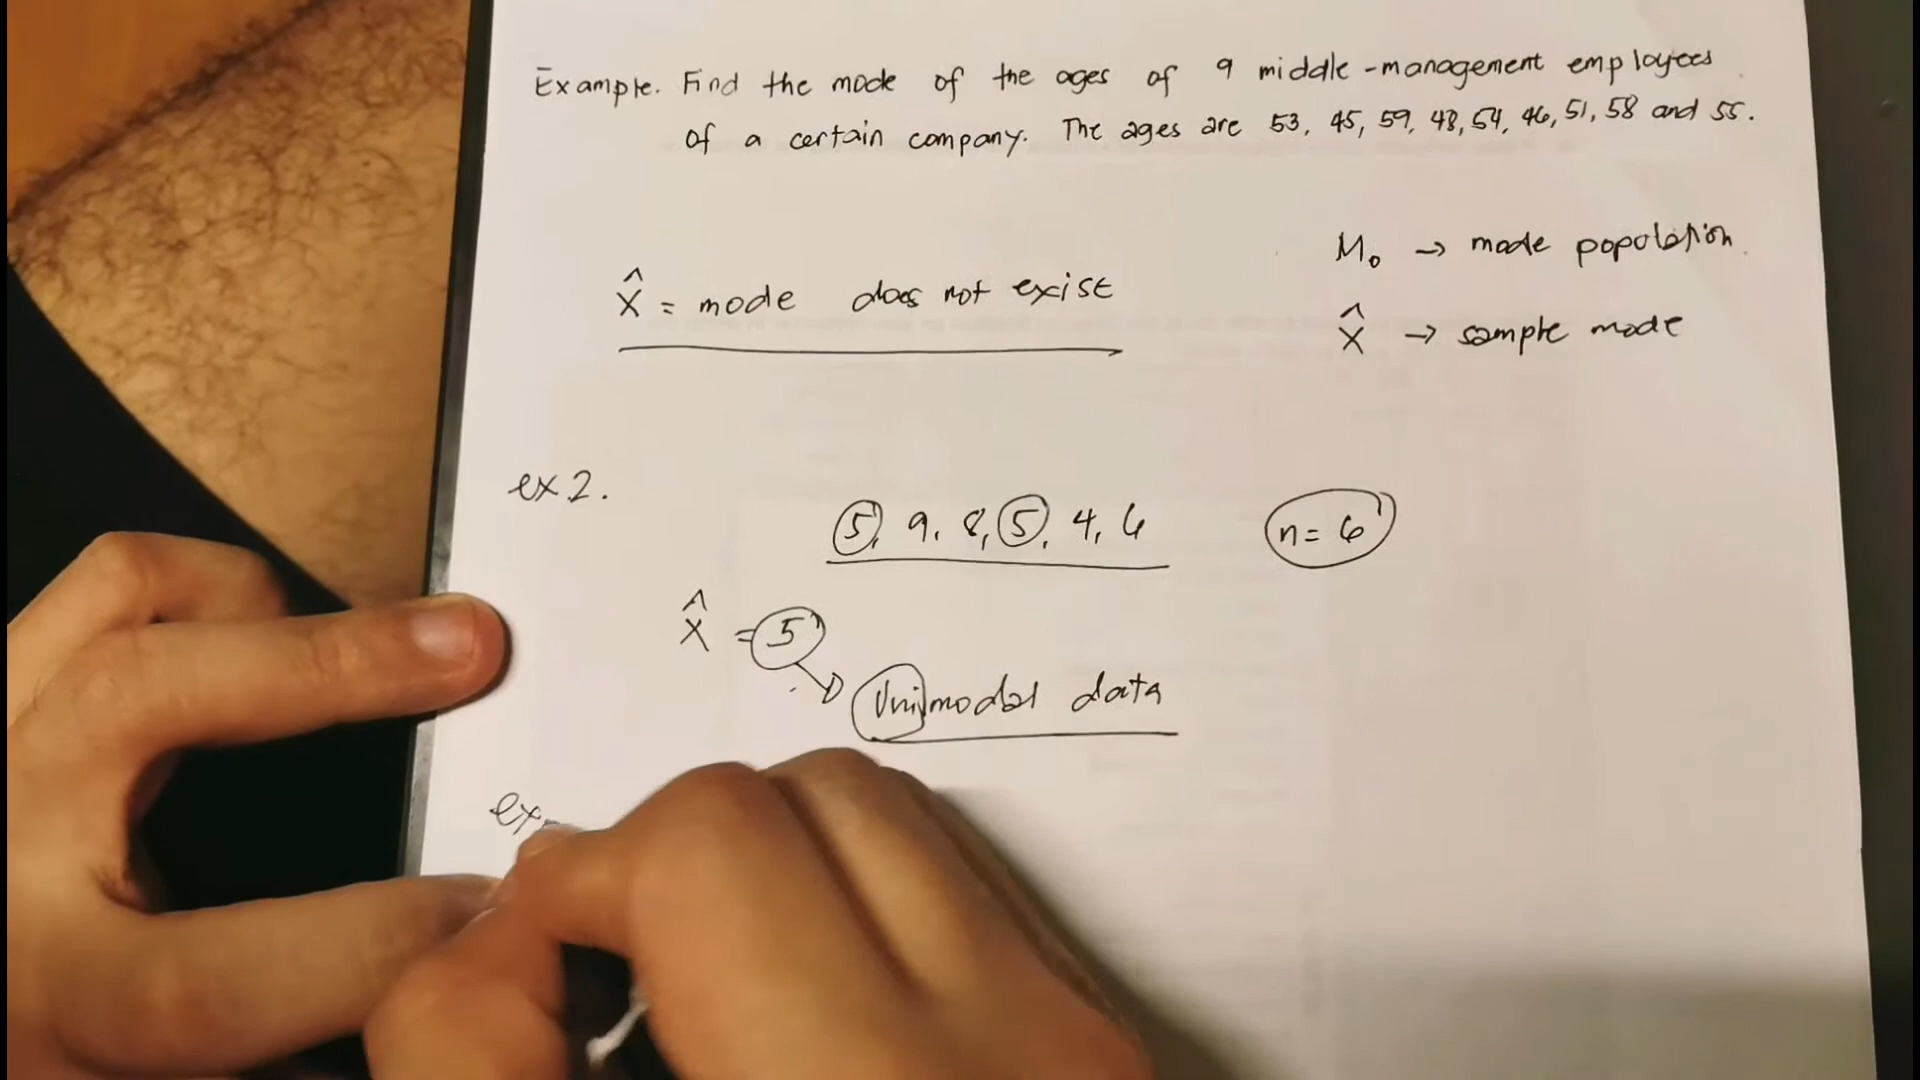 Example. Find the mode of the ages of 9 middle-management employees
of a certain company. The ages are 53, 45, 59, 48, 54, 46, 51, 58 and 55.
M₀ → mode population
X̂ = mode does not exist
X̂ → sample mode
ex 2.
5, 9, 8, 5, 4, 6
n = 6
X̂ = 5
Unimodal data
ex